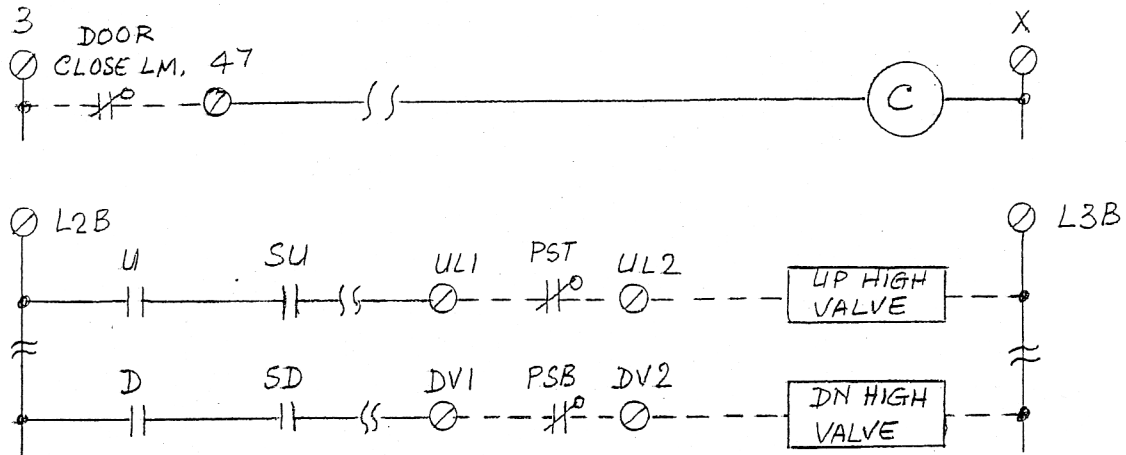 3
X
DOOR
CLOSE LM. 47
C
L2B
L3B
U SU UL1 PST UL2
UP HIGH
VALVE
D SD DV1 PSB DV2
DN HIGH
VALVE